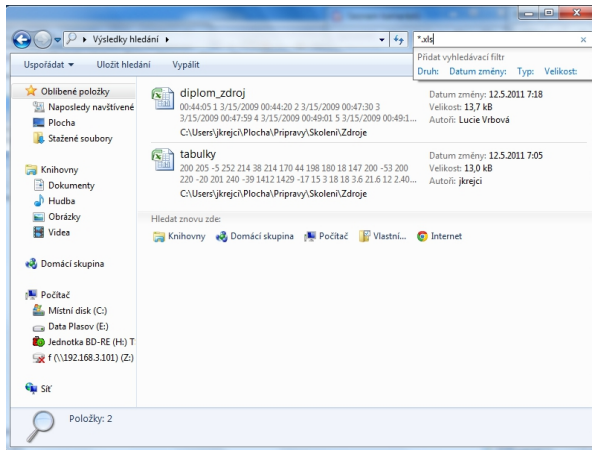 Výsledky hledání
*.xls
Přidat vyhledávací filtr
Druh: Datum změny: Typ: Velikost:
Uspořádat Uložit hledání Vypálit
Oblíbené položky
Naposledy navštívené
Plocha
Stažené soubory
Knihovny
Dokumenty
Hudba
Obrázky
Videa
Domácí skupina
Počítač
Místní disk (C:)
Data Plasov (E:)
Jednotka BD-RE (H:) T
f (\\192.168.3.101) (Z:)
Síť
diplom_zdroj
00:44:05 1 3/15/2009 00:44:20 2 3/15/2009 00:47:30 3
3/15/2009 00:47:59 4 3/15/2009 00:49:01 5 3/15/2009 00:49:1...
C:\Users\jkrejci\Plocha\Pripravy\Skoleni\Zdroje
Datum změny: 12.5.2011 7:18
Velikost: 13,7 kB
Autoři: Lucie Vrbová
tabulky
200 205 -5 252 214 38 214 170 44 198 180 18 147 200 -53 200
220 -20 201 240 -39 1412 1429 -17 15 3 18 18 3.6 21.6 12 2.40...
C:\Users\jkrejci\Plocha\Pripravy\Skoleni\Zdroje
Datum změny: 12.5.2011 7:05
Velikost: 13,0 kB
Autoři: jkrejci
Hledat znovu zde:
Knihovny Domácí skupina Počítač Vlastní... Internet
Položky: 2